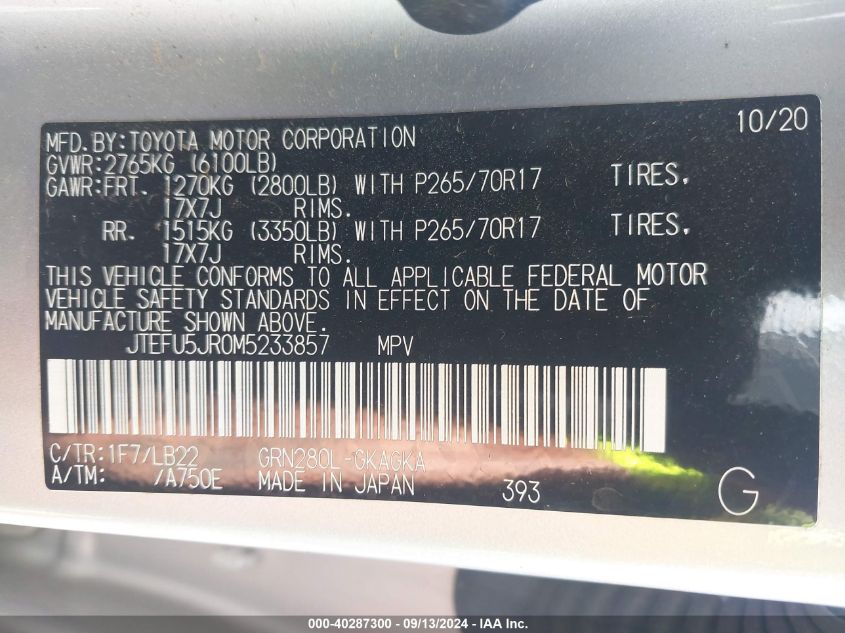 10/20
MFD.BY:TOYOTA MOTOR CORPORATION
GVWR:2765KG (6100LB)
GAWR:FRT. 1270KG (2800LB) WITH P265/70R17 TIRES.
17X7J RIMS.
RR. 1515KG (3350LB) WITH P265/70R17 TIRES.
17X7J RIMS.
THIS VEHICLE CONFORMS TO ALL APPLICABLE FEDERAL MOTOR
VEHICLE SAFETY STANDARDS IN EFFECT ON THE DATE OF
MANUFACTURE SHOWN ABOVE.
JTEFU5JR0M5233857 MPV
C/TR:1F7/LB22 GRN280L-GKAGKA
A/TM: /A750E MADE IN JAPAN 393 G
000-40287300 - 09/13/2024 - IAA Inc.